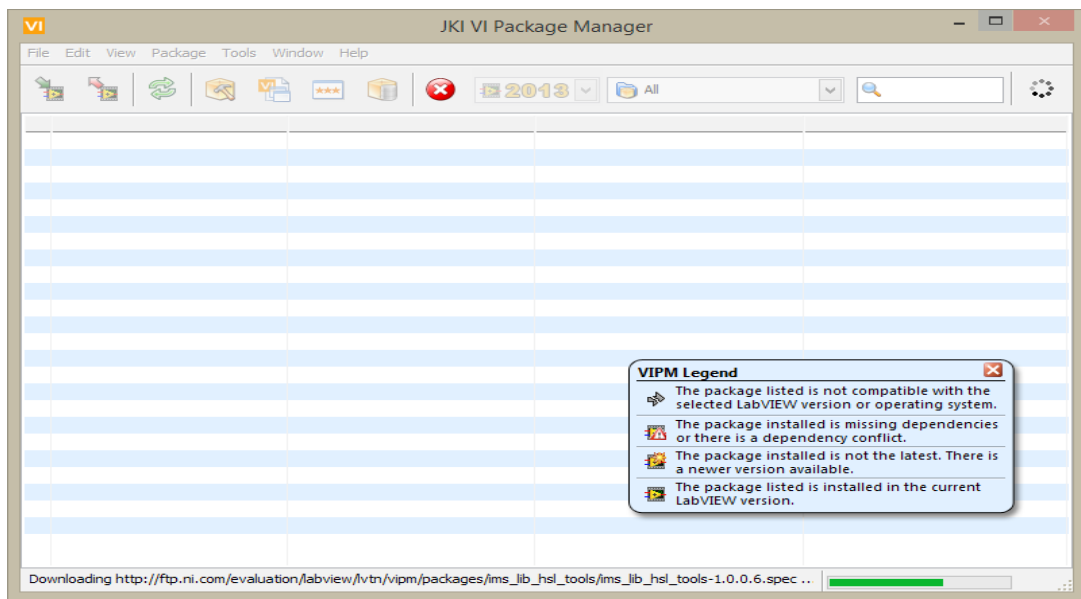 VI JKI VI Package Manager
File Edit View Package Tools Window Help
2013 All
VIPM Legend
The package listed is not compatible with the
selected LabVIEW version or operating system.
The package installed is missing dependencies
or there is a dependency conflict.
The package installed is not the latest. There is
a newer version available.
The package listed is installed in the current
LabVIEW version.
Downloading http://ftp.ni.com/evaluation/labview/lvtn/vipm/packages/ims_lib_hsl_tools/ims_lib_hsl_tools-1.0.0.6.spec ...